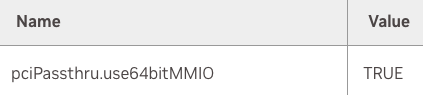 Name Value
pciPassthru.use64bitMMIO TRUE